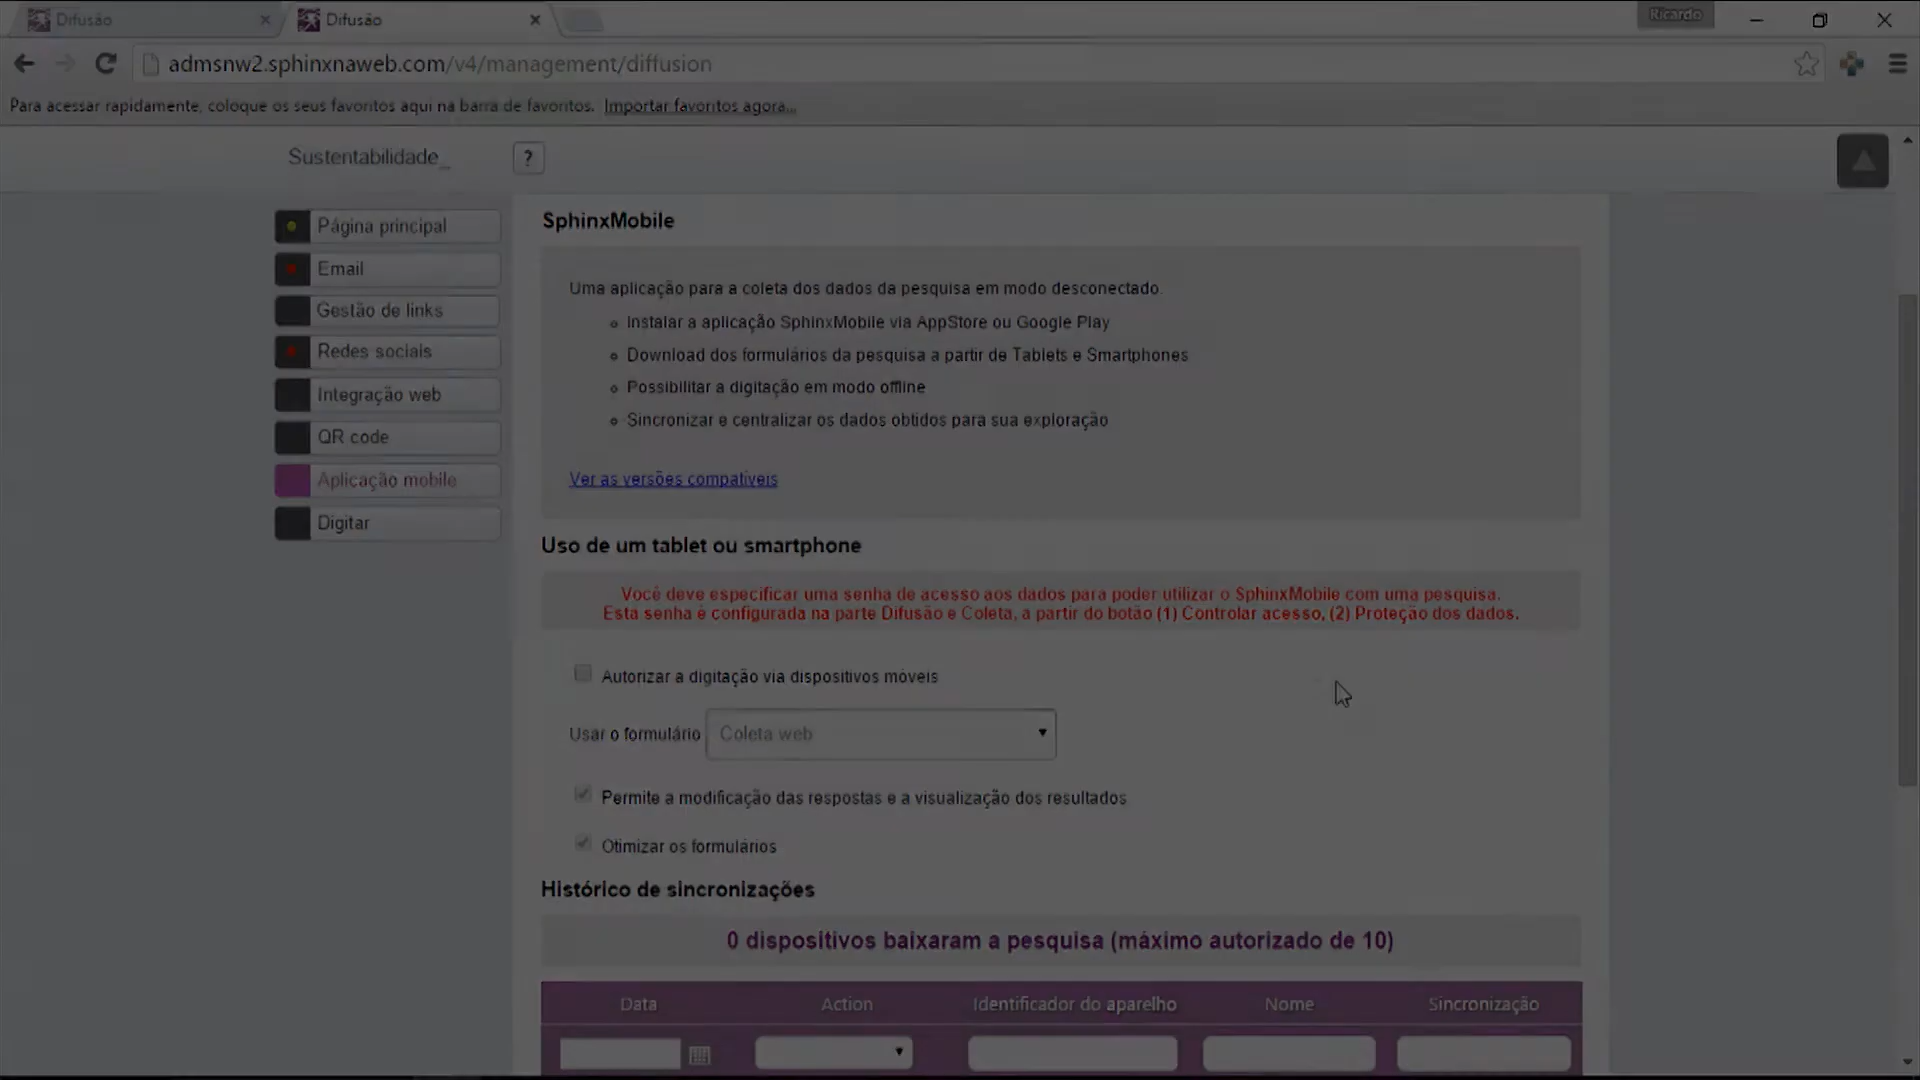 Difusão
Difusão
Ricardo
admsnw2.sphinxnaweb.com/v4/management/diffusion
Para acessar rapidamente, coloque os seus favoritos aqui na barra de favoritos. Importar favoritos agora...
Sustentabilidade_
?
Página principal
Email
Gestão de links
Redes sociais
Integração web
QR code
Aplicação mobile
Digitar
SphinxMobile
Uma aplicação para a coleta dos dados da pesquisa em modo desconectado.
Instalar a aplicação SphinxMobile via AppStore ou Google Play
Download dos formulários da pesquisa a partir de Tablets e Smartphones
Possibilitar a digitação em modo offline
Sincronizar e centralizar os dados obtidos para sua exploração
Ver as versões compatíveis
Uso de um tablet ou smartphone
Você deve especificar uma senha de acesso aos dados para poder utilizar o SphinxMobile com uma pesquisa.
Esta senha é configurada na parte Difusão e Coleta, a partir do botão (1) Controlar acesso, (2) Proteção dos dados.
Autorizar a digitação via dispositivos móveis
Usar o formulário Coleta web
Permite a modificação das respostas e a visualização dos resultados
Otimizar os formulários
Histórico de sincronizações
0 dispositivos baixaram a pesquisa (máximo autorizado de 10)
Data Action Identificador do aparelho Nome Sincronização